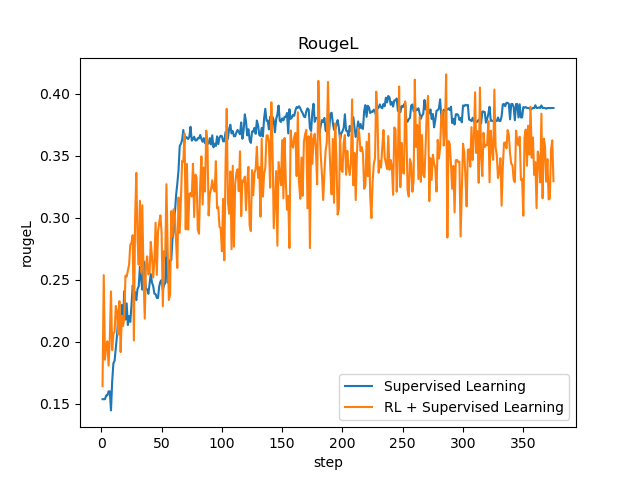 RougeL
rougeL
0.40
0.35
0.30
0.25
0.20
0.15
Supervised Learning
RL + Supervised Learning
0 50 100 150 200 250 300 350
step